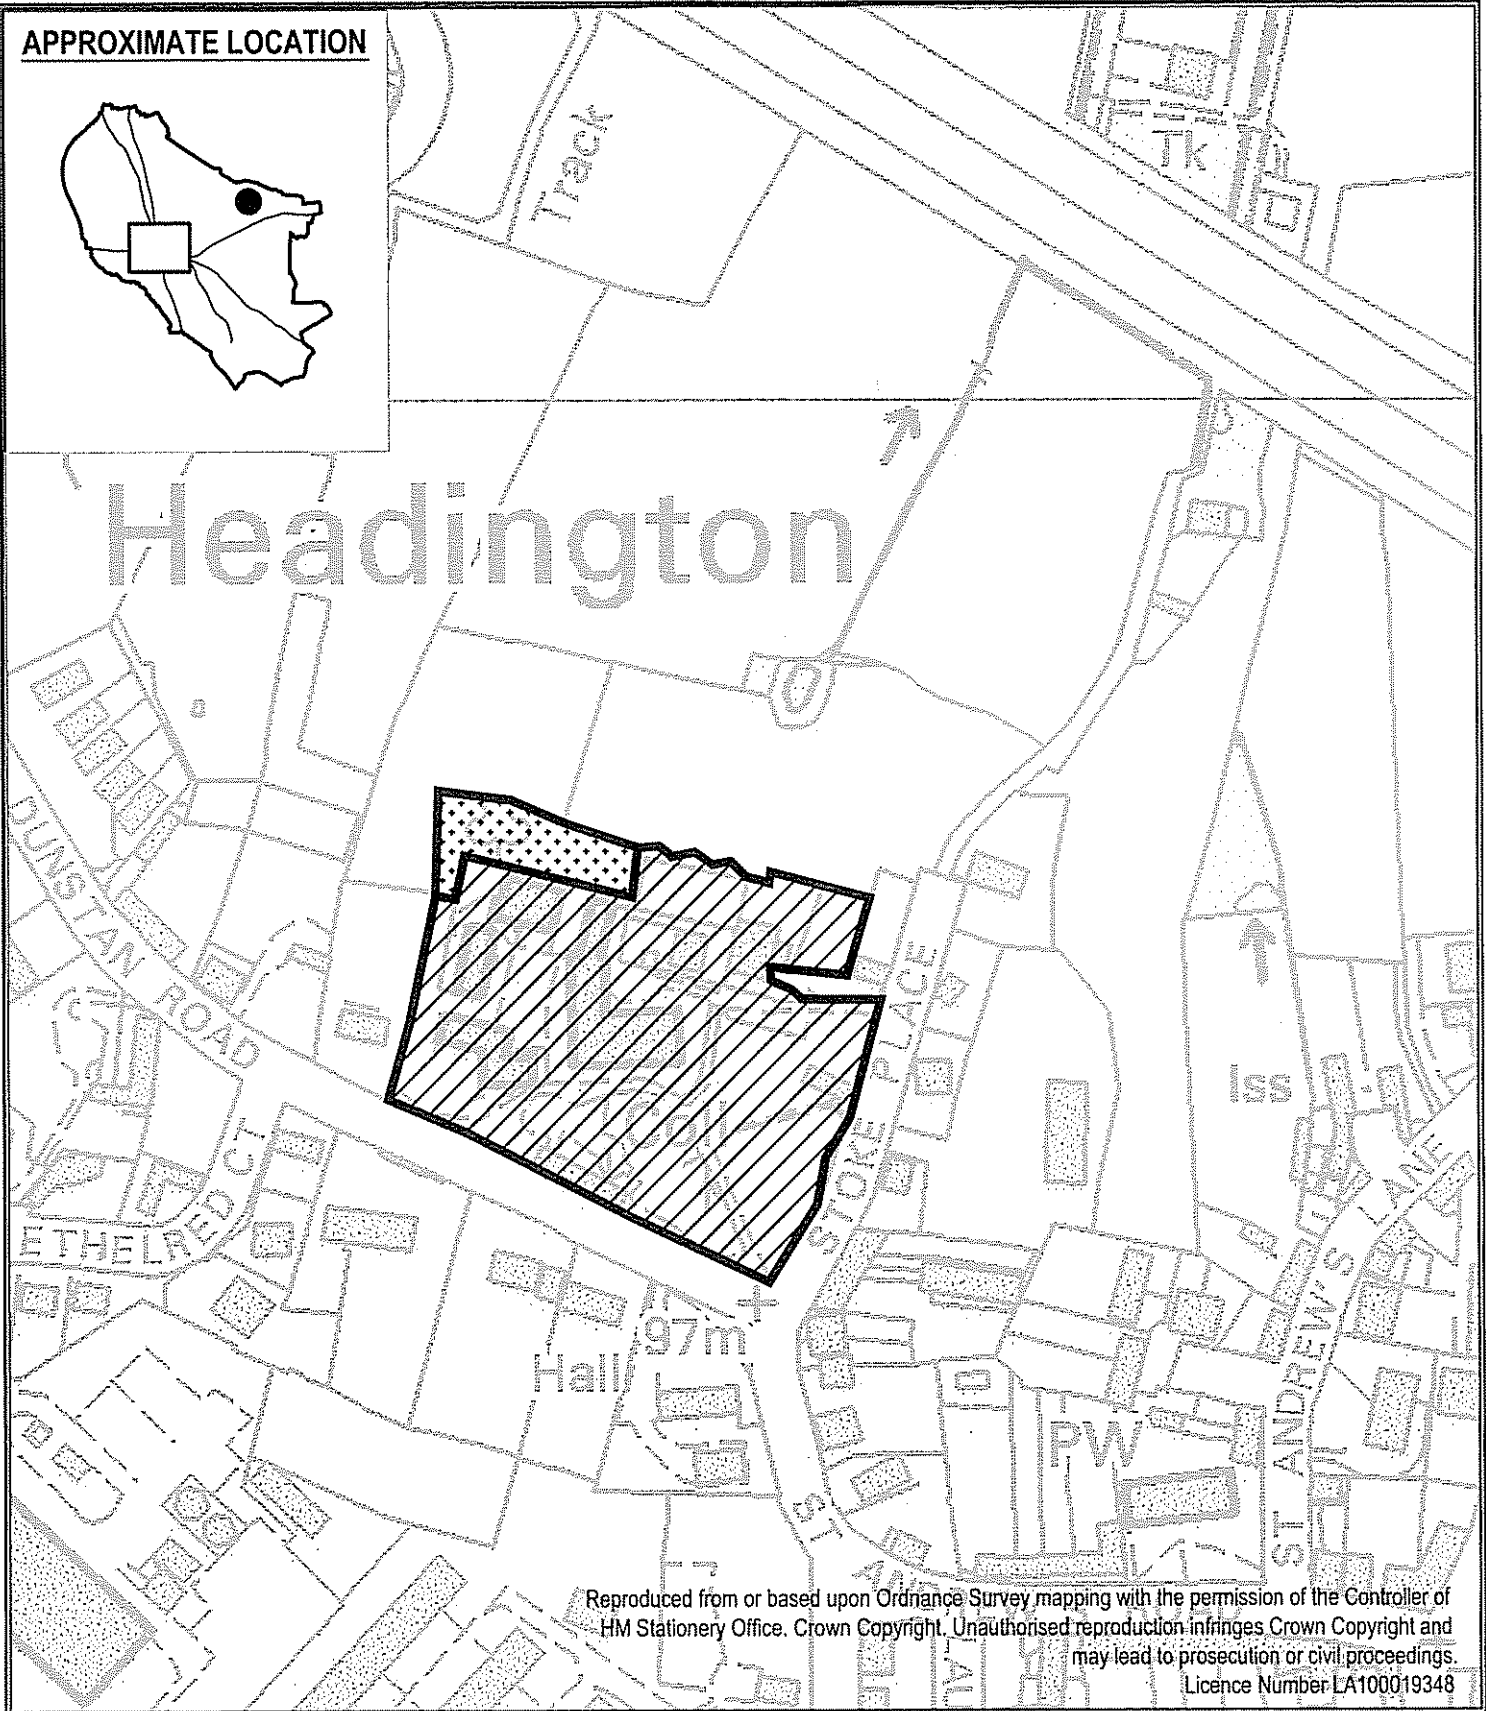 APPROXIMATE LOCATION
Track
Tk
Headington
DUNSTAN ROAD
STOKE PLACE
Iss
ETHELRED CT
97m
Hall
PW
ST ANDREW'S LANE
ST
Reproduced from or based upon Ordnance Survey mapping with the permission of the Controller of
HM Stationery Office. Crown Copyright. Unauthorised reproduction infringes Crown Copyright and
may lead to prosecution or civil proceedings.
Licence Number LA100019348